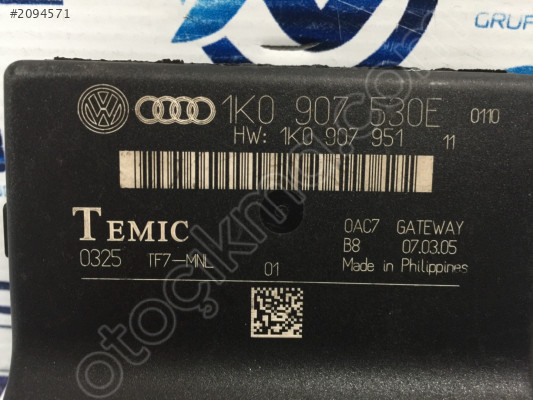 #2094571
GRUP
1K0 907 530E 0110
HW: 1K0 907 951 11
TEMIC
0AC7 GATEWAY
B8 07.03.05
0325 TF7-MNL 01
Made in Philippines
otoçıkma.com